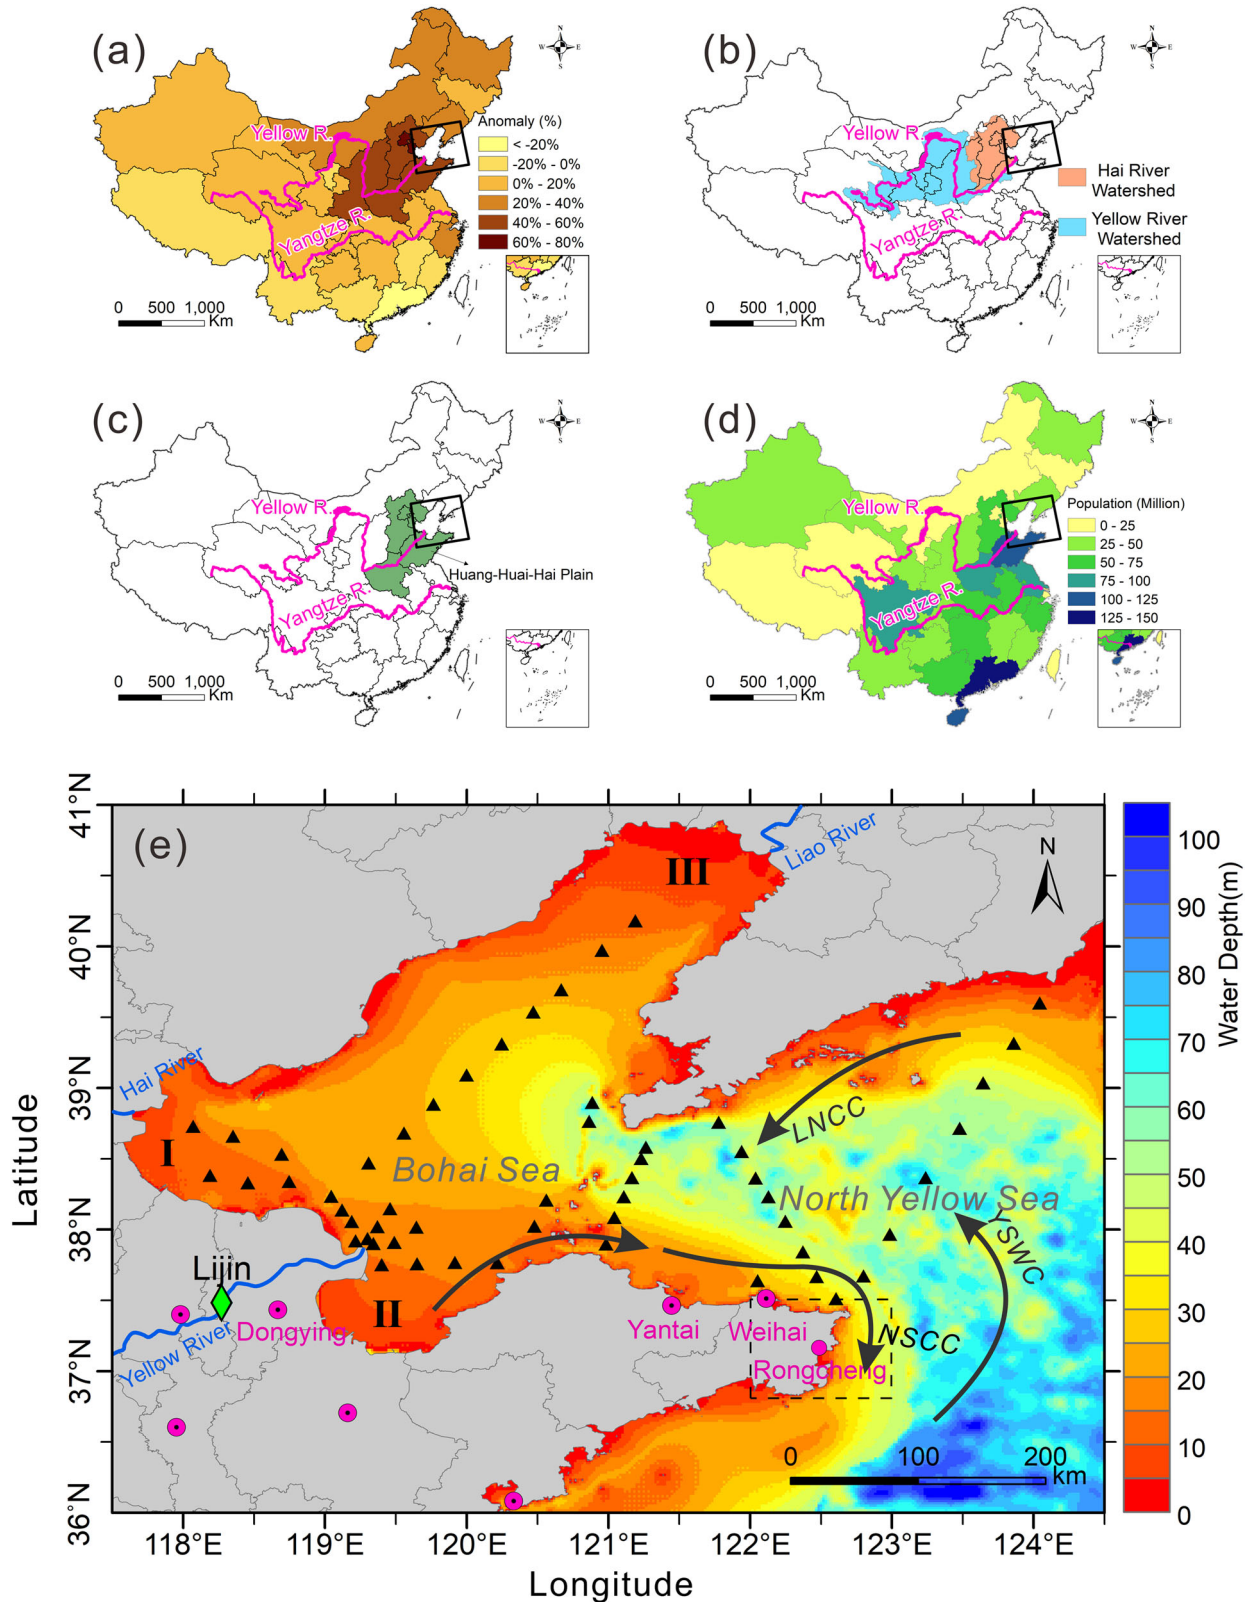 (a)
N
W E
S
Yellow R.
Yangtze R.
Anomaly (%)
< -20%
-20% - 0%
0% - 20%
20% - 40%
40% - 60%
60% - 80%
0 500 1,000
Km
(b)
N
W E
S
Yellow R.
Yangtze R.
Hai River
Watershed
Yellow River
Watershed
0 500 1,000
Km
(c)
N
W E
S
Yellow R.
Yangtze R.
Huang-Huai-Hai Plain
0 500 1,000
Km
(d)
N
W E
S
Yellow R.
Yangtze R.
Population (Million)
0 - 25
25 - 50
50 - 75
75 - 100
100 - 125
125 - 150
0 500 1,000
Km
(e)
41°N
40°N
39°N
38°N
37°N
36°N
Latitude
118°E
119°E
120°E
121°E
122°E
123°E
124°E
Longitude
III
Liao River
N
Hai River
I
Bohai Sea
LNCC
North Yellow Sea
YSWC
Lijin
II
Dongying
Yellow River
Yantai
Weihai
NSCC
Rongcheng
0 100 200
km
100
90
80
70
60
50
40
30
20
10
0
Water Depth(m)